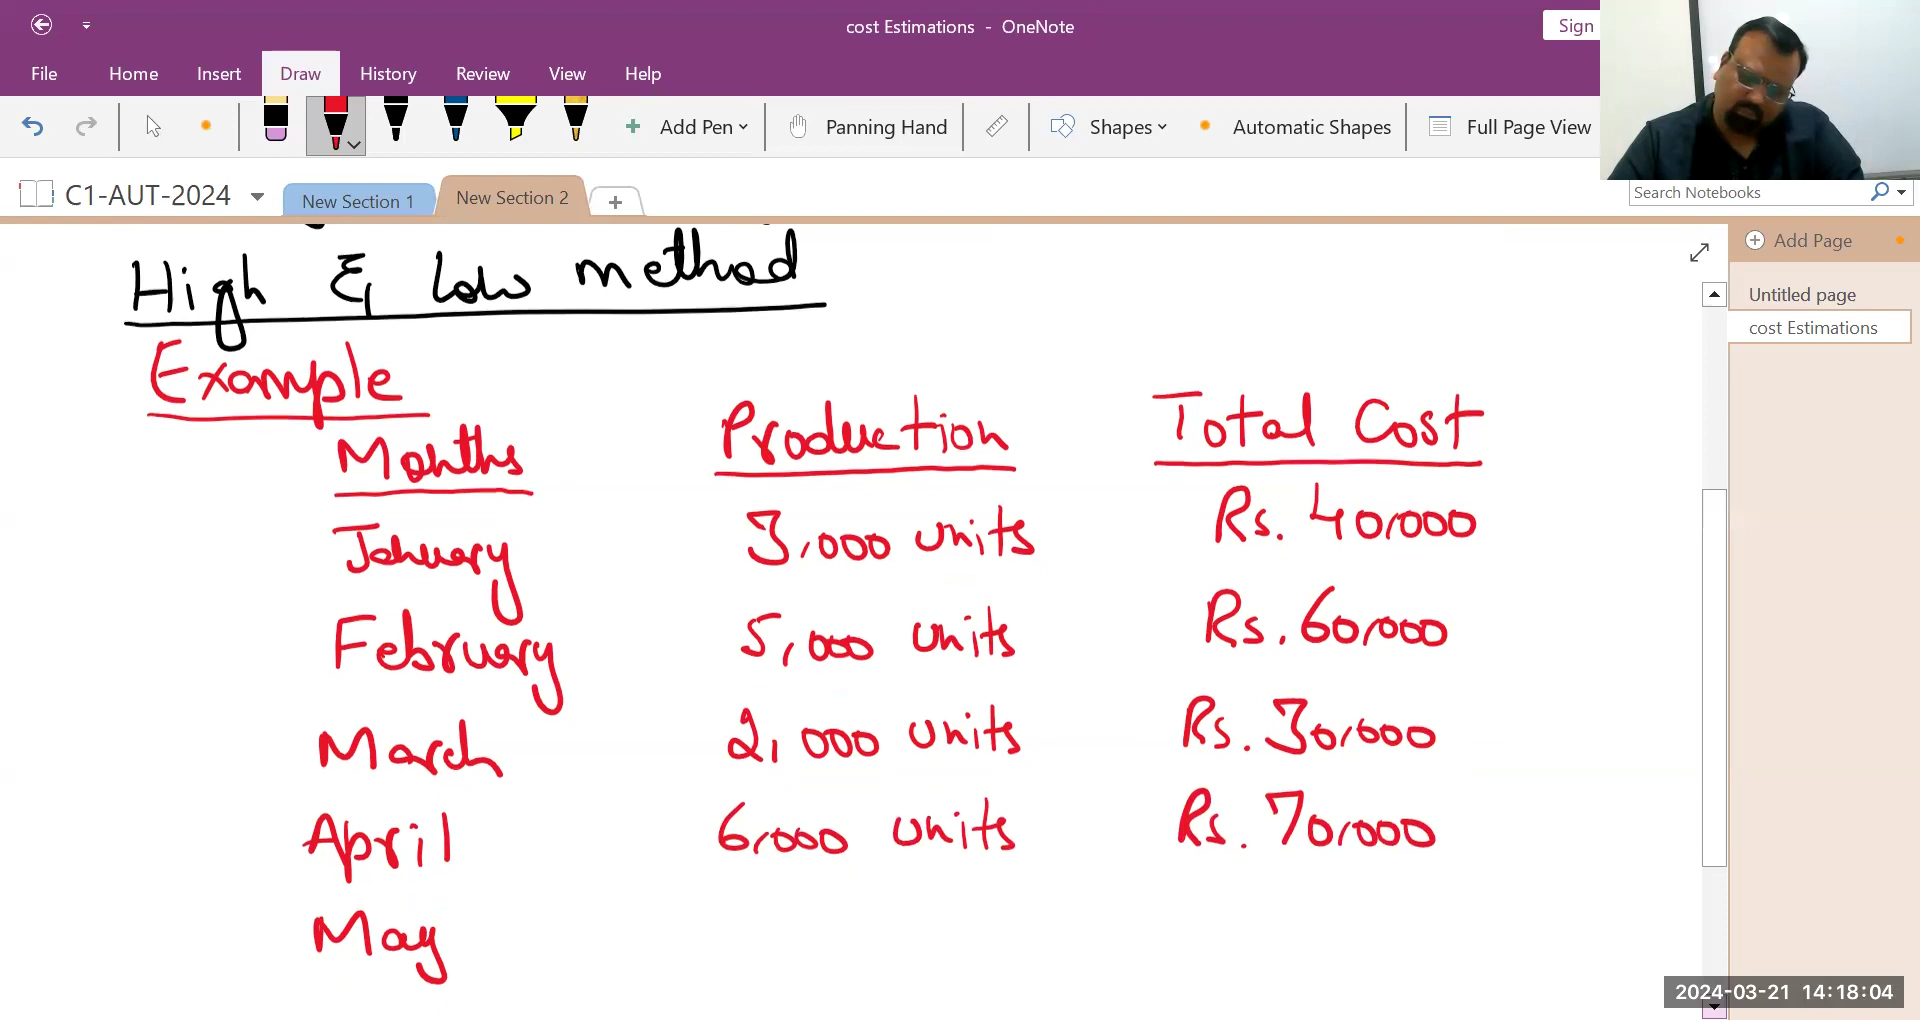 cost Estimations - OneNote
Sign
File Home Insert Draw History Review View Help
Add Pen Panning Hand Shapes Automatic Shapes Full Page View
C1-AUT-2024 New Section 1 New Section 2
Search Notebooks
Add Page
Untitled page
cost Estimations
High & Low method
Example
Months Production Total Cost
January 3,000 units Rs. 40,000
February 5,000 units Rs. 60,000
March 2,000 units Rs. 30,000
April 6,000 units Rs. 70,000
May
2024-03-21 14:18:04